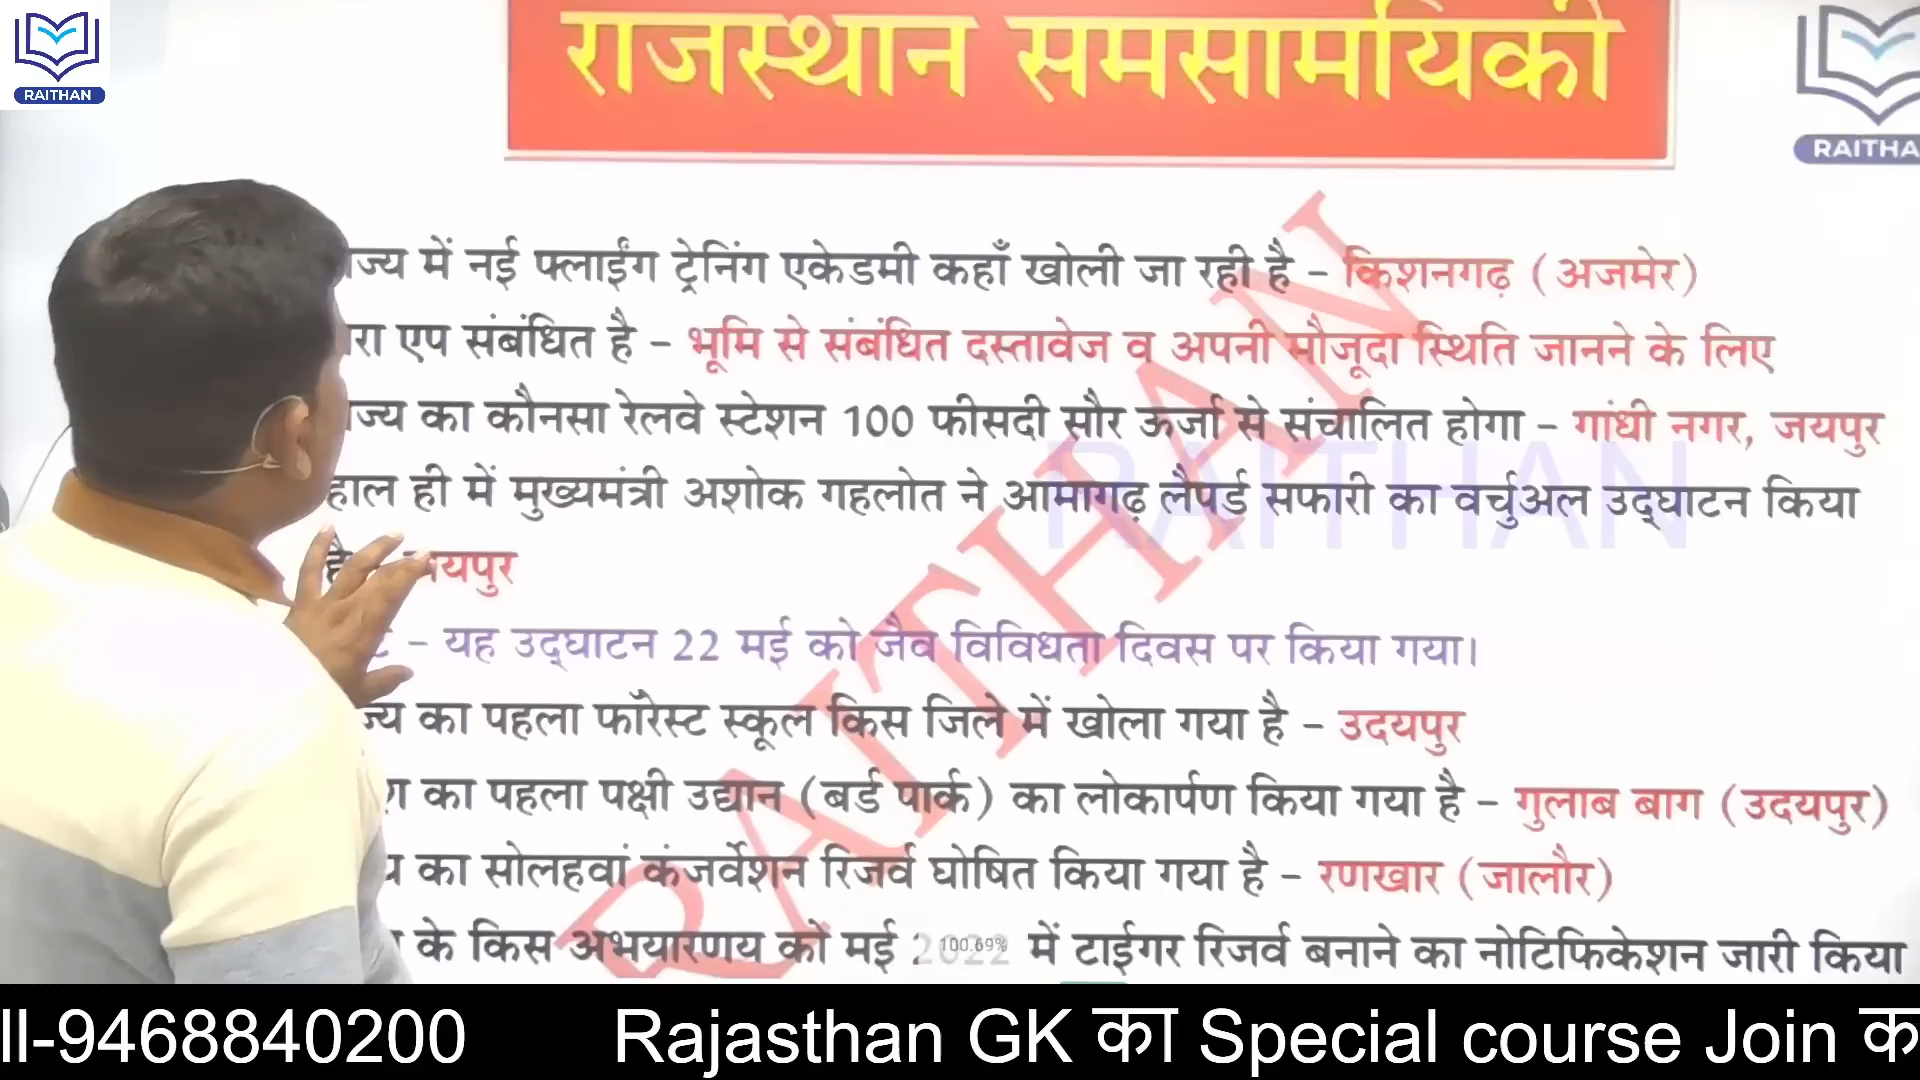 RAITHAN
राजस्थान समसामयिकी
RAITHA
में नई फ्लाईंग ट्रेनिंग एकेडमी कहाँ खोली जा रही है – किशनगढ़ (अजमेर)
एप संबंधित है – भूमि से संबंधित दस्तावेज व अपनी मौजूदा स्थिति जानने के लिए
का कौनसा रेलवे स्टेशन 100 फीसदी सौर ऊर्जा से संचालित होगा – गांधी नगर, जयपुर
हाल ही में मुख्यमंत्री अशोक गहलोत ने आमागढ़ लैपर्ड सफारी का वर्चुअल उद्घाटन किया
है
– यह उद्घाटन 22 मई को जैव विविधता दिवस पर किया गया।
का पहला फॉरेस्ट स्कूल किस जिले में खोला गया है – उदयपुर
का पहला पक्षी उद्यान (बर्ड पार्क) का लोकार्पण किया गया है – गुलाब बाग (उदयपुर)
का सोलहवां कंजर्वेशन रिजर्व घोषित किया गया है – रणखार (जालौर)
के किस अभयारणय को मई 2022 में टाईगर रिजर्व बनाने का नोटिफिकेशन जारी किया
100.69%
RAITHAN
RAITHAN
ll-9468840200 Rajasthan GK का Special course Join क